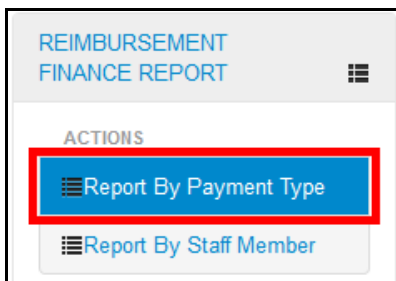 REIMBURSEMENT
FINANCE REPORT
ACTIONS
Report By Payment Type
Report By Staff Member